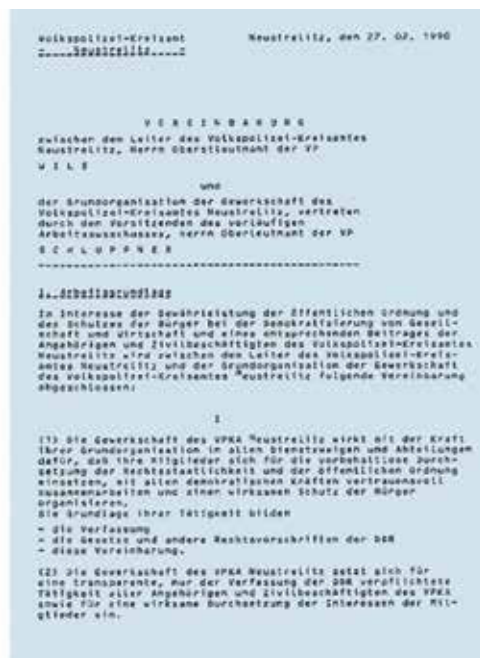 Volkspolizei-Kreisamt Neustrelitz, den 27. 02. 1990
- Neustrelitz -
V E R E I N B A R U N G
zwischen dem Leiter des Volkspolizei-Kreisamtes
Neustrelitz, Herrn Oberstleutnant der VP
W I L E
und
der Grundorganisation der Gewerkschaft des
Volkspolizei-Kreisamtes Neustrelitz, vertreten
durch den Vorsitzenden des vorläufigen
Arbeitsausschusses, Herrn Oberleutnant der VP
S C H L U P P N E R
1. Arbeitsgrundlage
Im Interesse der Gewährleistung der öffentlichen Ordnung und
des Schutzes der Bürger bei der Demokratisierung von Gesell-
schaft und Wirtschaft und eines entsprechenden Beitrages der
Angehörigen und Zivilbeschäftigten des Volkspolizei-Kreisamtes
Neustrelitz wird zwischen dem Leiter des Volkspolizei-Kreis-
amtes Neustrelitz und der Grundorganisation der Gewerkschaft
des Volkspolizei-Kreisamtes Neustrelitz folgende Vereinbarung
abgeschlossen:
I
(1) Die Gewerkschaft des VPKA Neustrelitz wirkt mit der Kraft
ihrer Grundorganisation in allen Dienstzweigen und Abteilungen
dafür, daß ihre Mitglieder sich für die vorbehaltlose Durch-
setzung der Rechtsstaatlichkeit und der öffentlichen Ordnung
einsetzen, mit allen demokratischen Kräften vertrauensvoll
zusammenarbeiten und einen wirksamen Schutz der Bürger
organisieren.
Die Grundlage ihrer Tätigkeit bilden
- die Verfassung
- die Gesetze und andere Rechtsvorschriften der DDR
- diese Vereinbarung.
(2) Die Gewerkschaft des VPKA Neustrelitz setzt sich für
eine transparente, nur der Verfassung der DDR verpflichtete
Tätigkeit aller Angehörigen und Zivilbeschäftigten des VPKA
sowie für eine wirksame Durchsetzung der Interessen der Mit-
glieder ein.